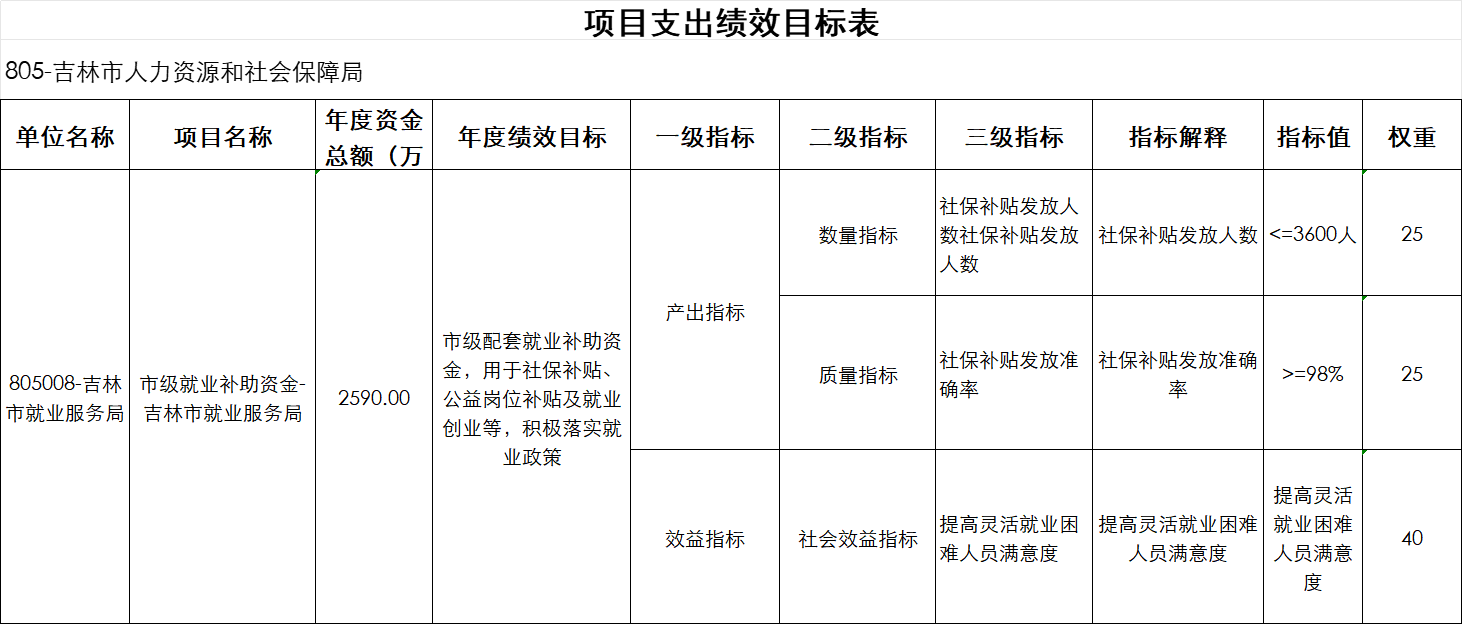 项目支出绩效目标表
805-吉林市人力资源和社会保障局
单位名称
项目名称
年度资金
总额（万
年度绩效目标
一级指标
二级指标
三级指标
指标解释
指标值
权重
805008-吉林
市就业服务局
市级就业补助资金-
吉林市就业服务局
2590.00
市级配套就业补助资
金，用于社保补贴、
公益岗位补贴及就业
创业等，积极落实就
业政策
产出指标
数量指标
社保补贴发放人
数社保补贴发放
人数
社保补贴发放人数
<=3600人
25
质量指标
社保补贴发放准
确率
社保补贴发放准确
率
>=98%
25
效益指标
社会效益指标
提高灵活就业困
难人员满意度
提高灵活就业困难
人员满意度
提高灵活
就业困难
人员满意
度
40